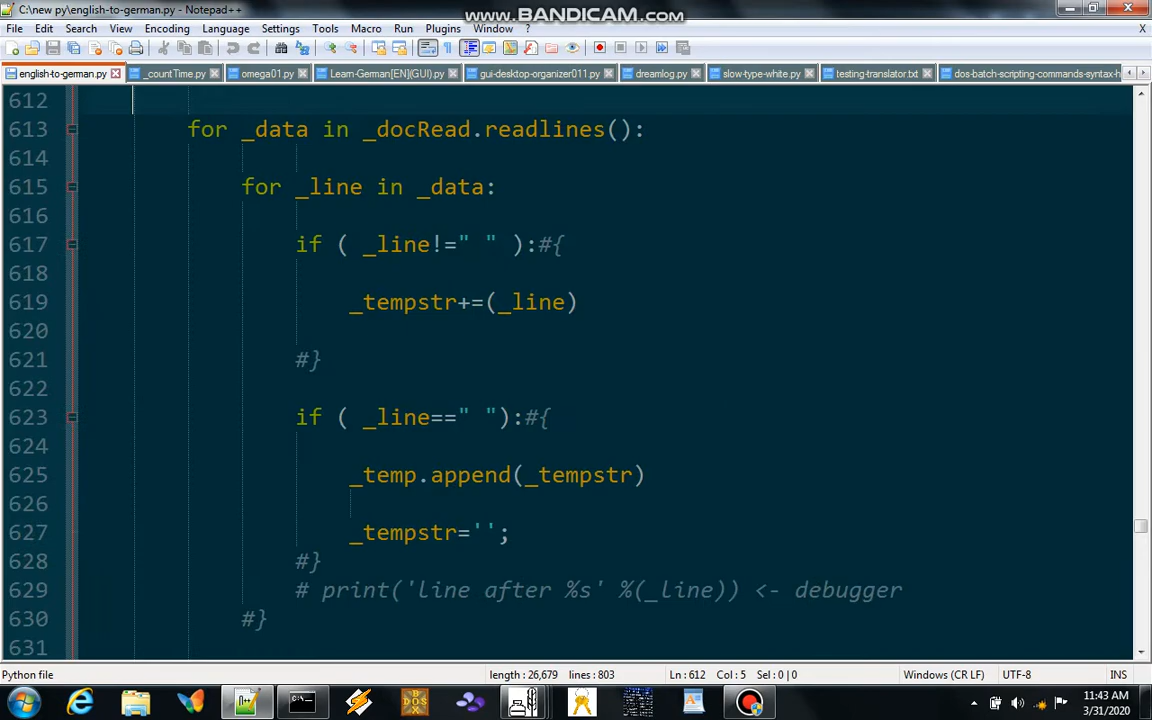 C:\new py\english-to-german.py - Notepad++
www.BANDICAM.com
File Edit Search View Encoding Language Settings Tools Macro Run Plugins Window ? X
english-to-german.py _countTime.py omega01.py Learn-German[EN](GUI).py gui-desktop-organizer011.py dreamlog.py slow-type-white.py testing-translator.txt dos-batch-scripting-commands-syntax-h
612
613 for _data in _docRead.readlines():
614
615 for _line in _data:
616
617 if ( _line!=" " ):#{
618
619 _tempstr+=(_line)
620
621 #}
622
623 if ( _line==" "):#{
624
625 _temp.append(_tempstr)
626
627 _tempstr='';
628 #}
629 # print('line after %s' %(_line)) <- debugger
630 #}
631
Python file length : 26,679 lines : 803 Ln : 612 Col : 5 Sel : 0 | 0 Windows (CR LF) UTF-8 INS
11:43 AM
3/31/2020